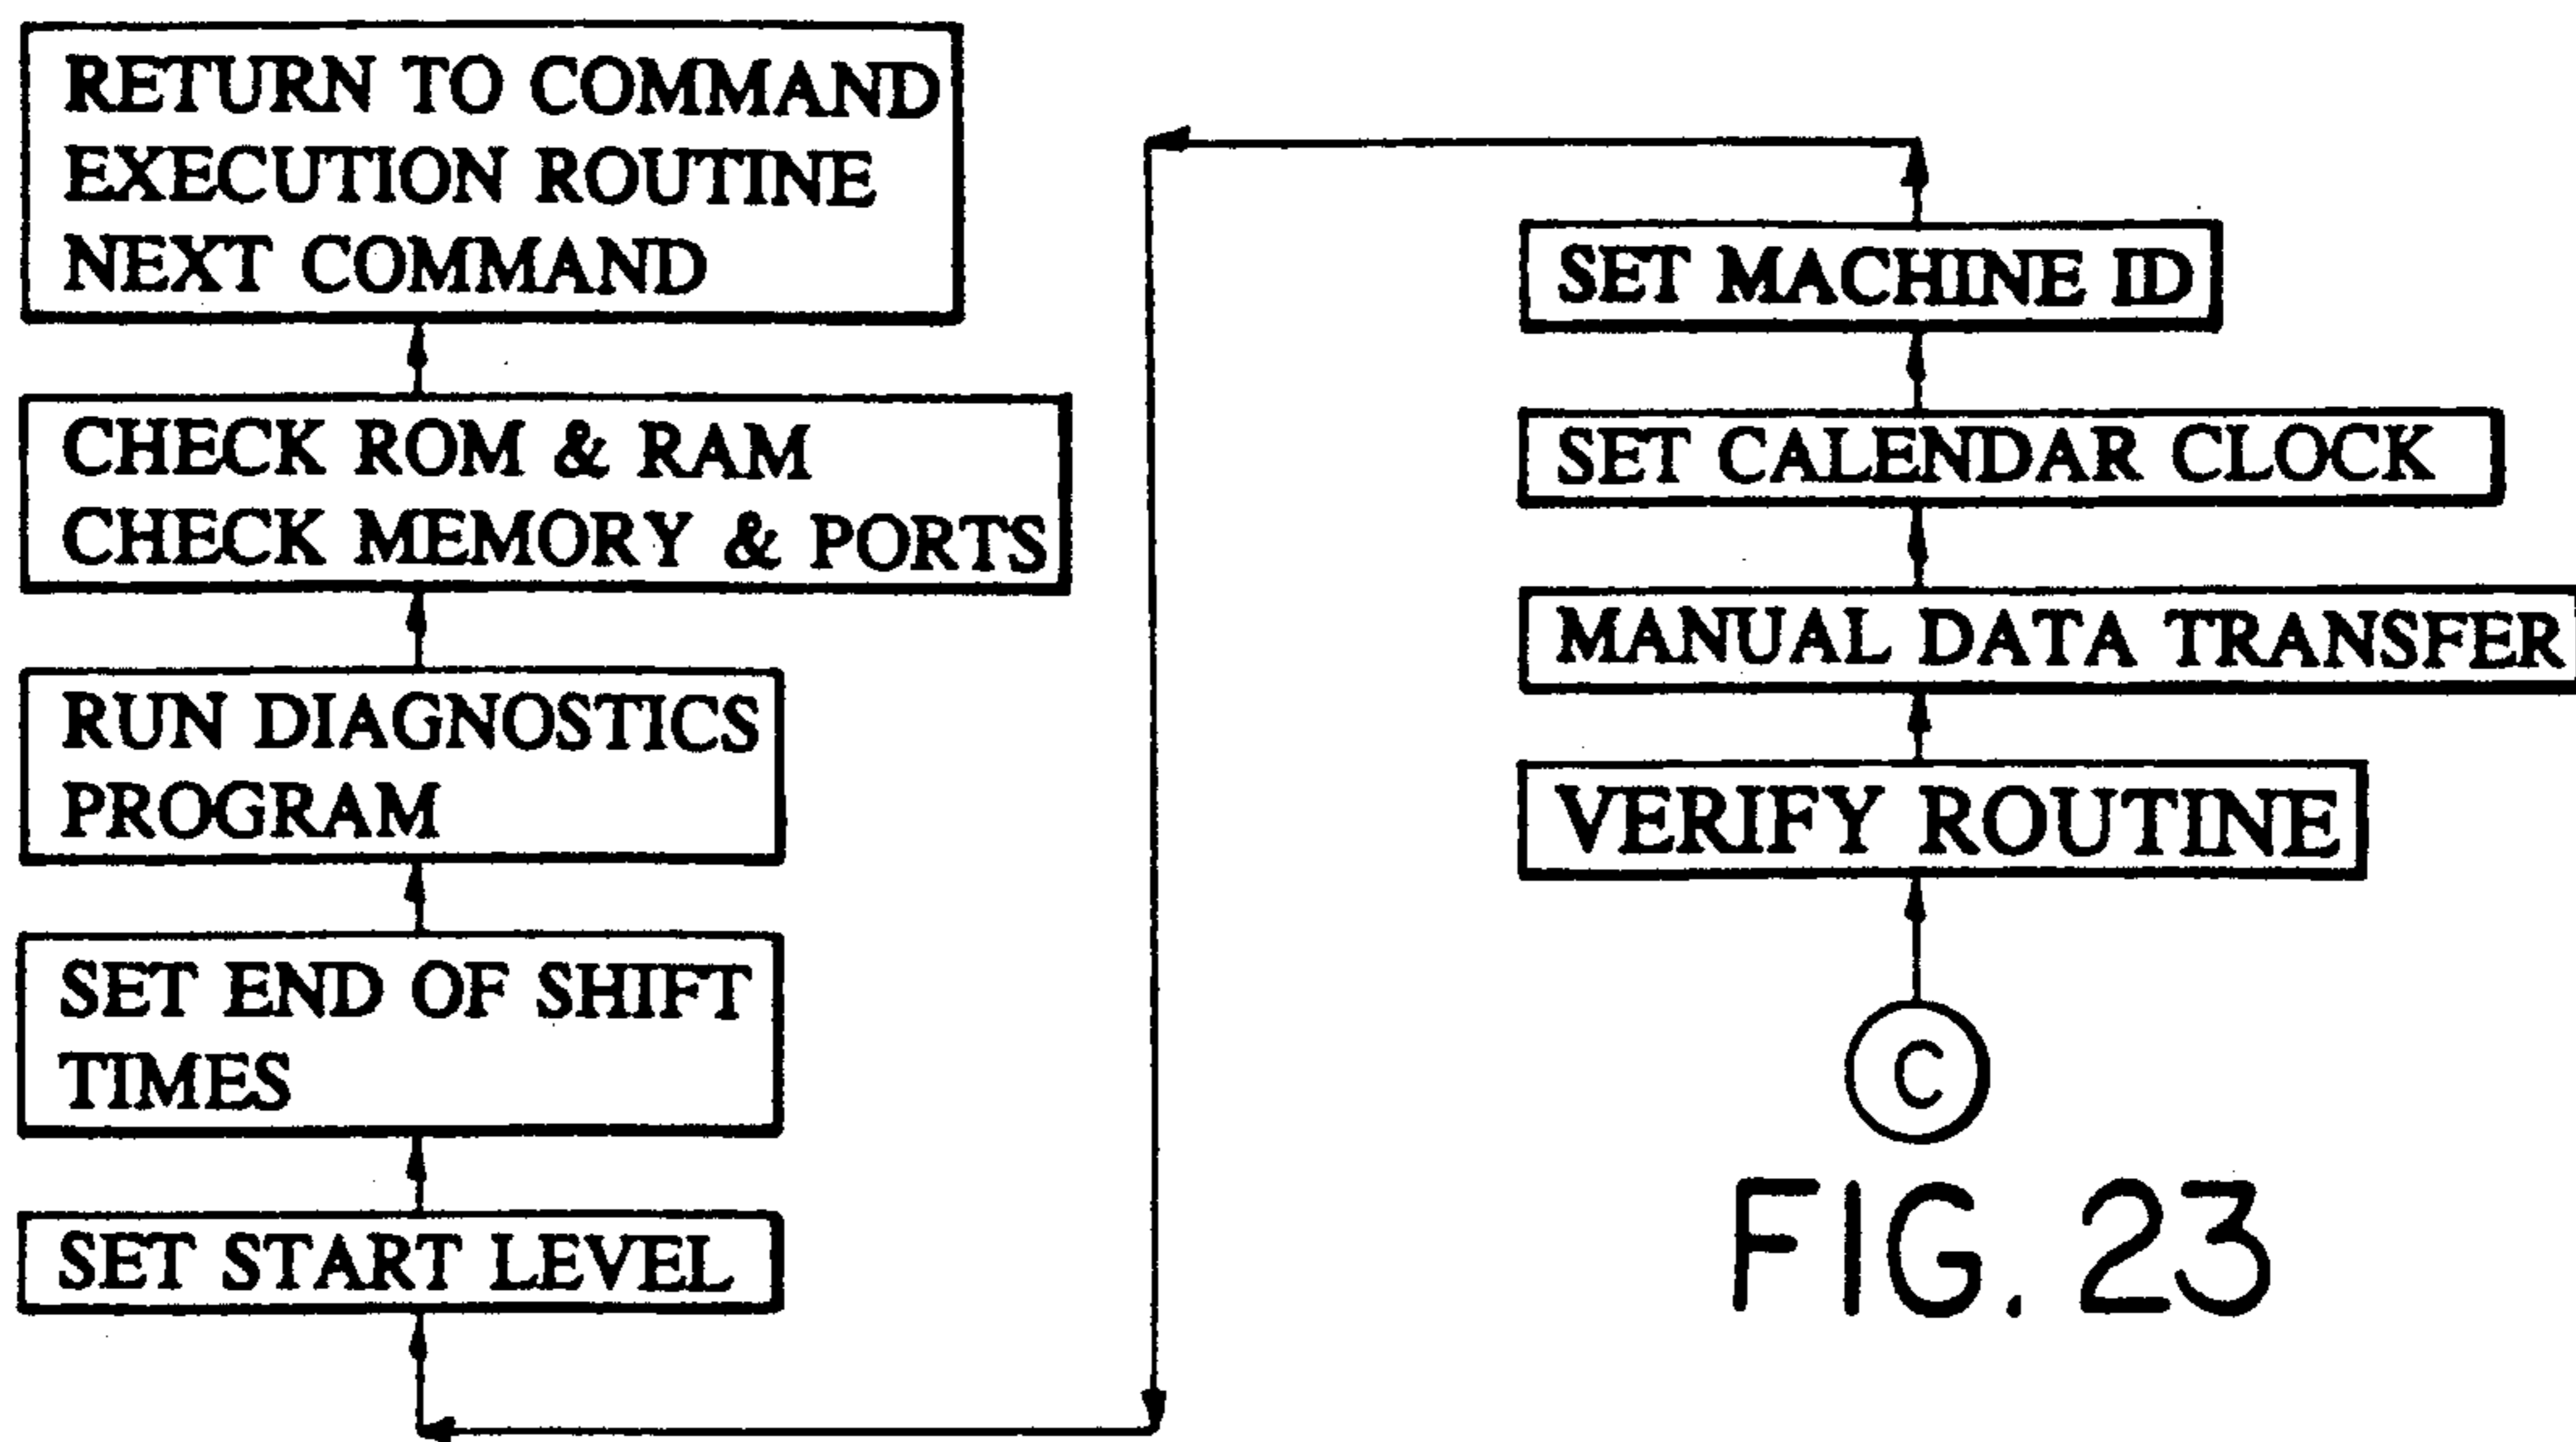 RETURN TO COMMAND
EXECUTION ROUTINE
NEXT COMMAND
CHECK ROM & RAM
CHECK MEMORY & PORTS
RUN DIAGNOSTICS
PROGRAM
SET END OF SHIFT
TIMES
SET START LEVEL
SET MACHINE ID
SET CALENDAR CLOCK
MANUAL DATA TRANSFER
VERIFY ROUTINE
C
FIG. 23